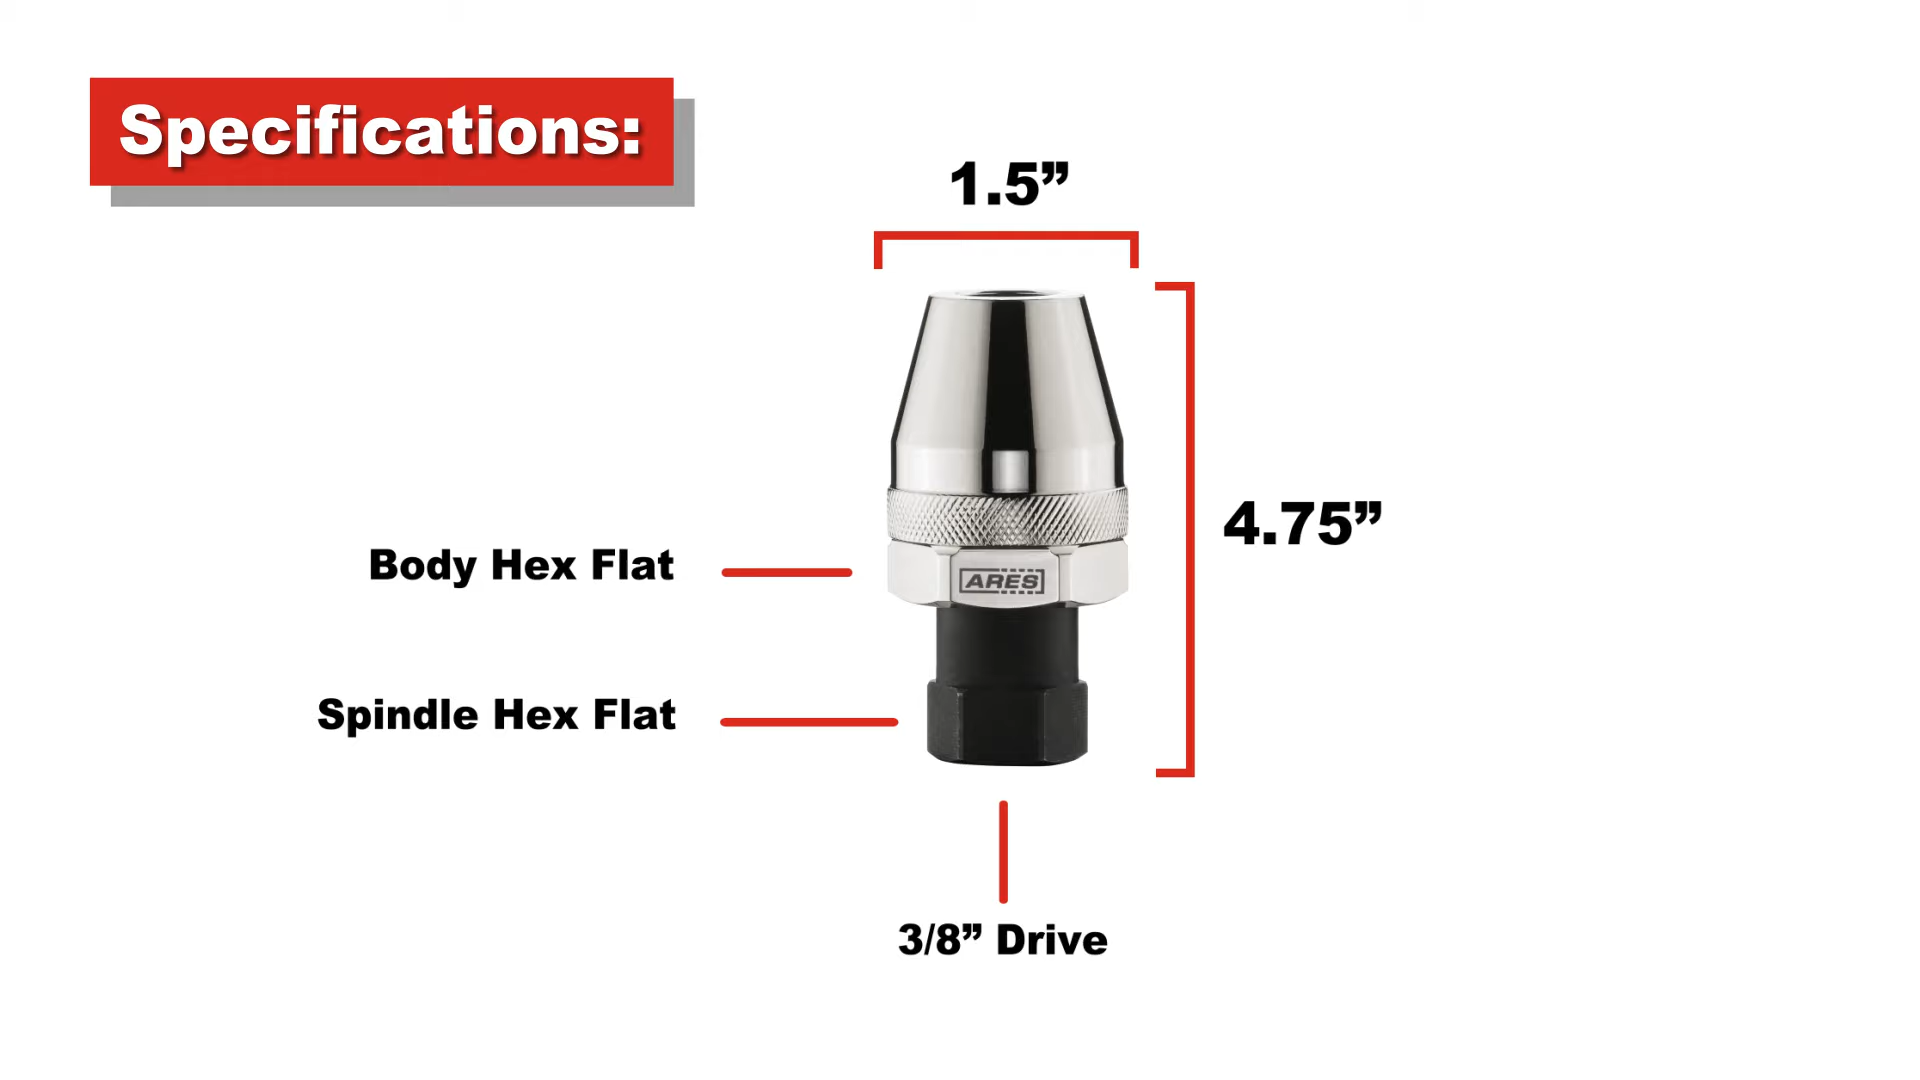 Specifications:
1.5”
4.75”
Body Hex Flat
ARES
Spindle Hex Flat
3/8” Drive